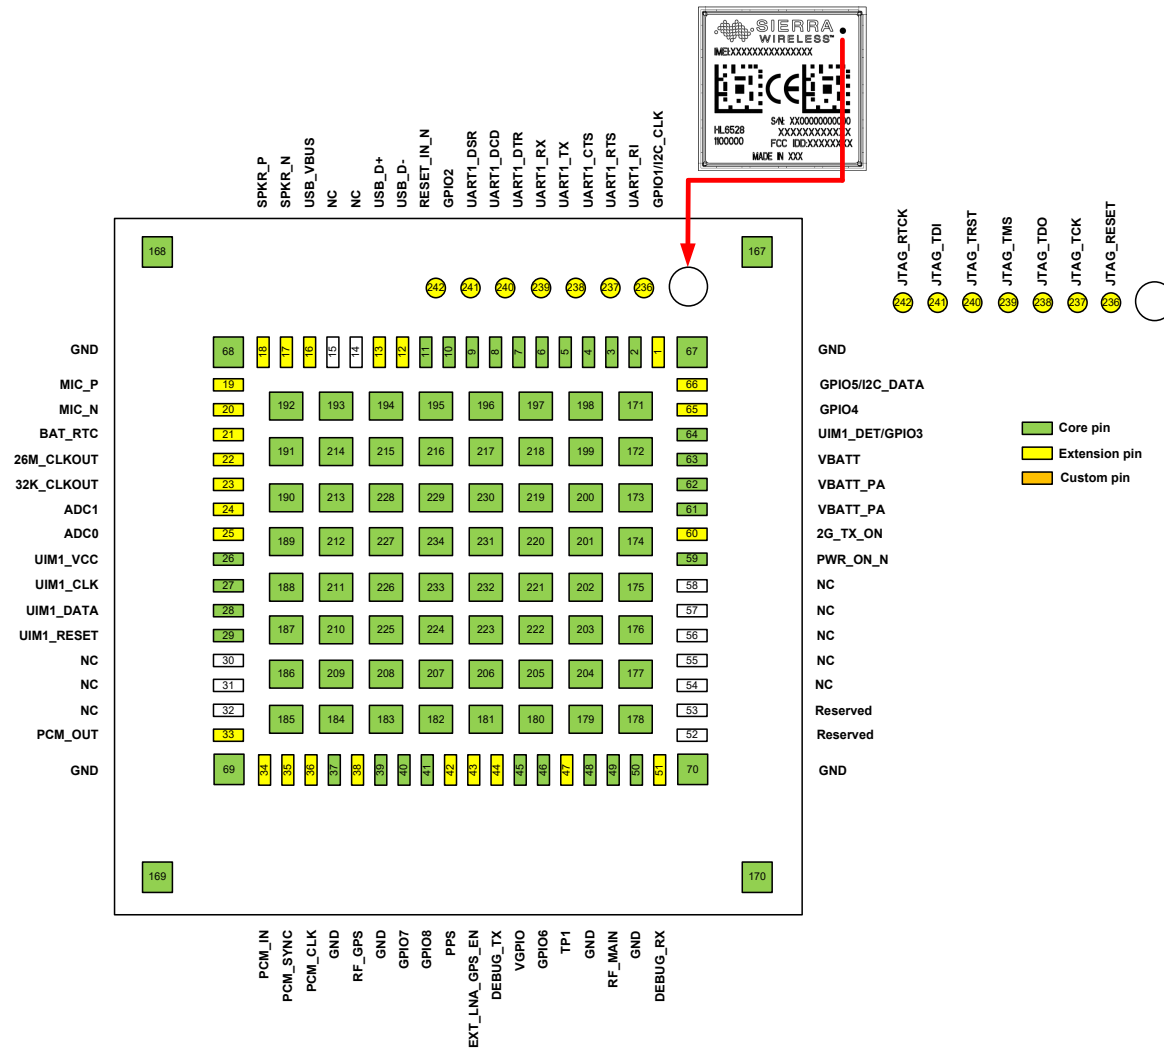 SIERRA
WIRELESS™
IMEI:XXXXXXXXXXXXXXX
CE
S/N: XX00000000000
HL6528
XXXXXXXXXXXX
1100000
FCC IDD:XXXXXXXX
MADE IN XXX
SPKR_P
SPKR_N
USB_VBUS
NC
NC
USB_D+
USB_D-
RESET_IN_N
GPIO2
UART1_DSR
UART1_DCD
UART1_DTR
UART1_RX
UART1_TX
UART1_CTS
UART1_RTS
UART1_RI
GPIO1/I2C_CLK
JTAG_RTCK
JTAG_TDI
JTAG_TRST
JTAG_TMS
JTAG_TDO
JTAG_TCK
JTAG_RESET
242 241 240 239 238 237 236
168 167
242 241 240 239 238 237 236
GND 68 18 17 16 15 14 13 12 11 10 9 8 7 6 5 4 3 2 1 67 GND
MIC_P 19 66 GPIO5/I2C_DATA
MIC_N 20 192 193 194 195 196 197 198 171 65 GPIO4
BAT_RTC 21 64 UIM1_DET/GPIO3
Core pin
26M_CLKOUT 22 191 214 215 216 217 218 199 172 63 VBATT
Extension pin
32K_CLKOUT 23 62 VBATT_PA
Custom pin
190 213 228 229 230 219 200 173
ADC1 24 61 VBATT_PA
ADC0 25 189 212 227 234 231 220 201 174 60 2G_TX_ON
UIM1_VCC 26 59 PWR_ON_N
UIM1_CLK 27 188 211 226 233 232 221 202 175 58 NC
UIM1_DATA 28 57 NC
UIM1_RESET 29 187 210 225 224 223 222 203 176 56 NC
NC 30 55 NC
186 209 208 207 206 205 204 177
NC 31 54 NC
NC 32 53 Reserved
185 184 183 182 181 180 179 178
PCM_OUT 33 52 Reserved
GND 69 34 35 36 37 38 39 40 41 42 43 44 45 46 47 48 49 50 51 70 GND
169 170
PCM_IN
PCM_SYNC
PCM_CLK
GND
RF_GPS
GND
GPIO7
GPIO8
PPS
EXT_LNA_GPS_EN
DEBUG_TX
VGPIO
GPIO6
TP1
GND
RF_MAIN
GND
DEBUG_RX